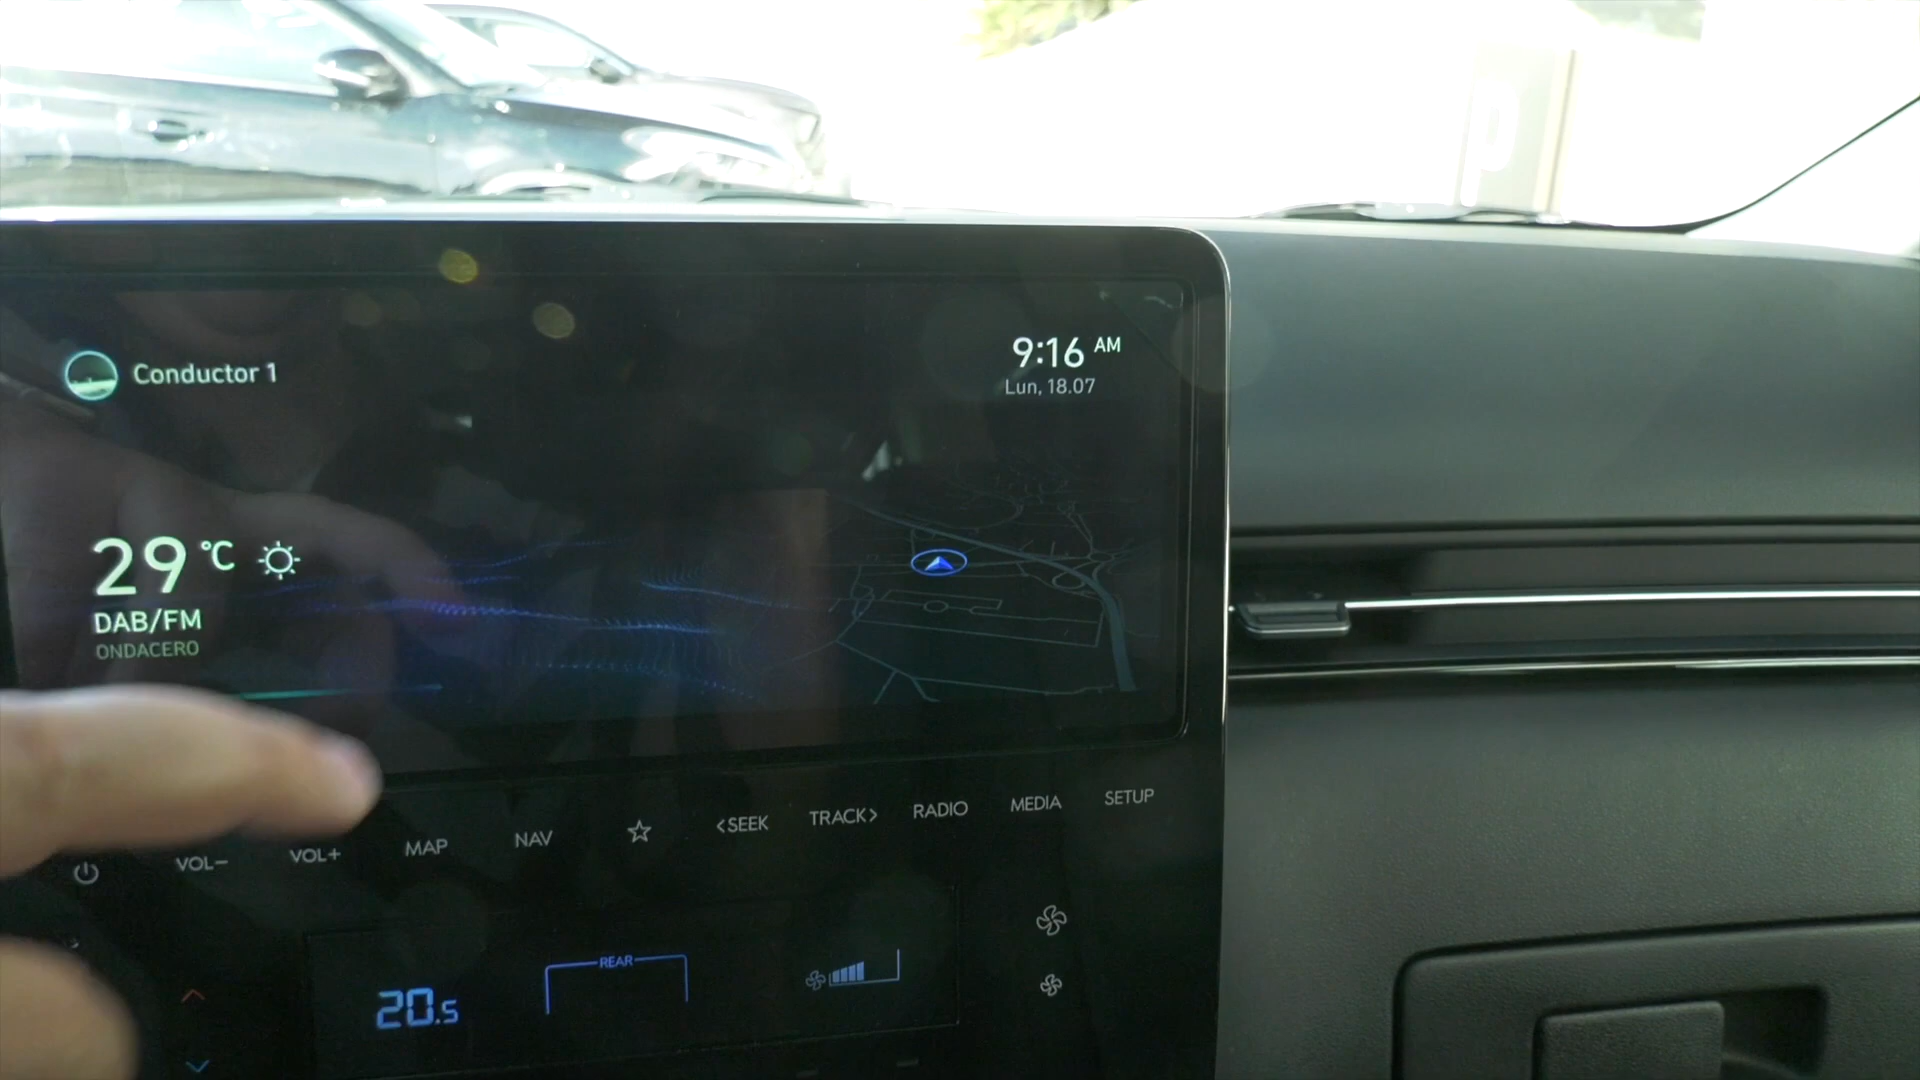 Conductor 1
9:16 AM
Lun, 18.07
29 °C
DAB/FM
ONDACERO
VOL− VOL+ MAP NAV <SEEK TRACK> RADIO MEDIA SETUP
REAR
20.5